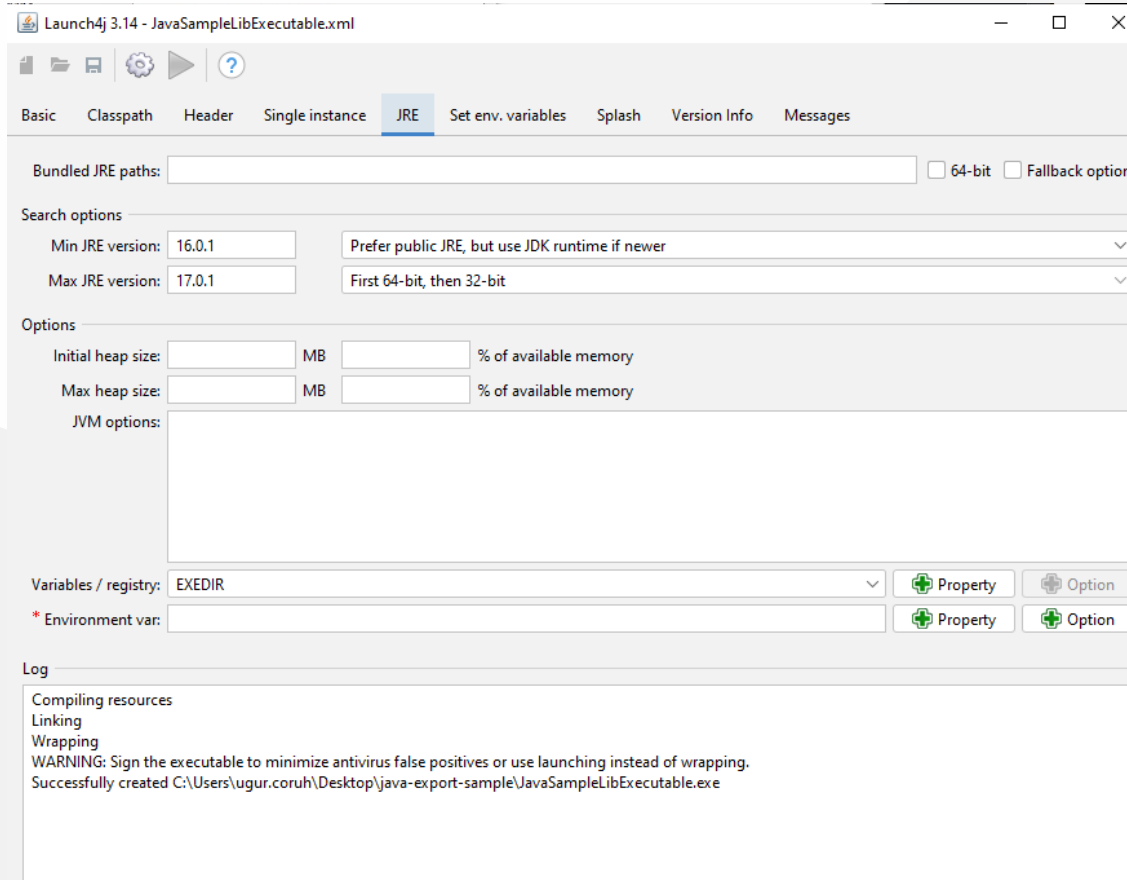 Launch4j 3.14 - JavaSampleLibExecutable.xml
Basic Classpath Header Single instance JRE Set env. variables Splash Version Info Messages
Bundled JRE paths: 64-bit Fallback option
Search options
Min JRE version: 16.0.1 Prefer public JRE, but use JDK runtime if newer
Max JRE version: 17.0.1 First 64-bit, then 32-bit
Options
Initial heap size: MB % of available memory
Max heap size: MB % of available memory
JVM options:
Variables / registry: EXEDIR Property Option
* Environment var: Property Option
Log
Compiling resources
Linking
Wrapping
WARNING: Sign the executable to minimize antivirus false positives or use launching instead of wrapping.
Successfully created C:\Users\ugur.coruh\Desktop\java-export-sample\JavaSampleLibExecutable.exe